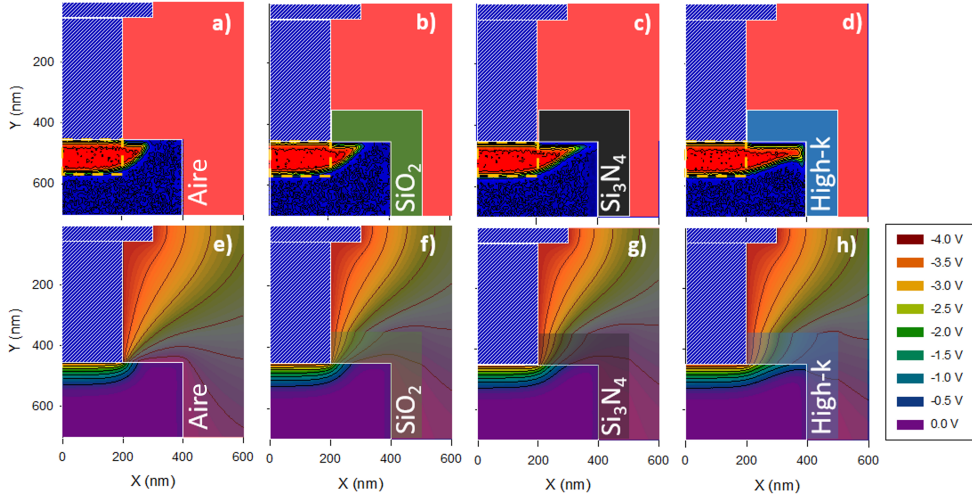 a)
b)
c)
d)
Y (nm)
200
400
600
Aire
SiO2
Si3N4
High-k
e)
f)
g)
h)
Y (nm)
200
400
600
Aire
SiO2
Si3N4
High-k
0 200 400 600
0 200 400 600
0 200 400 600
0 200 400 600
X (nm)
X (nm)
X (nm)
X (nm)
-4.0 V
-3.5 V
-3.0 V
-2.5 V
-2.0 V
-1.5 V
-1.0 V
-0.5 V
0.0 V